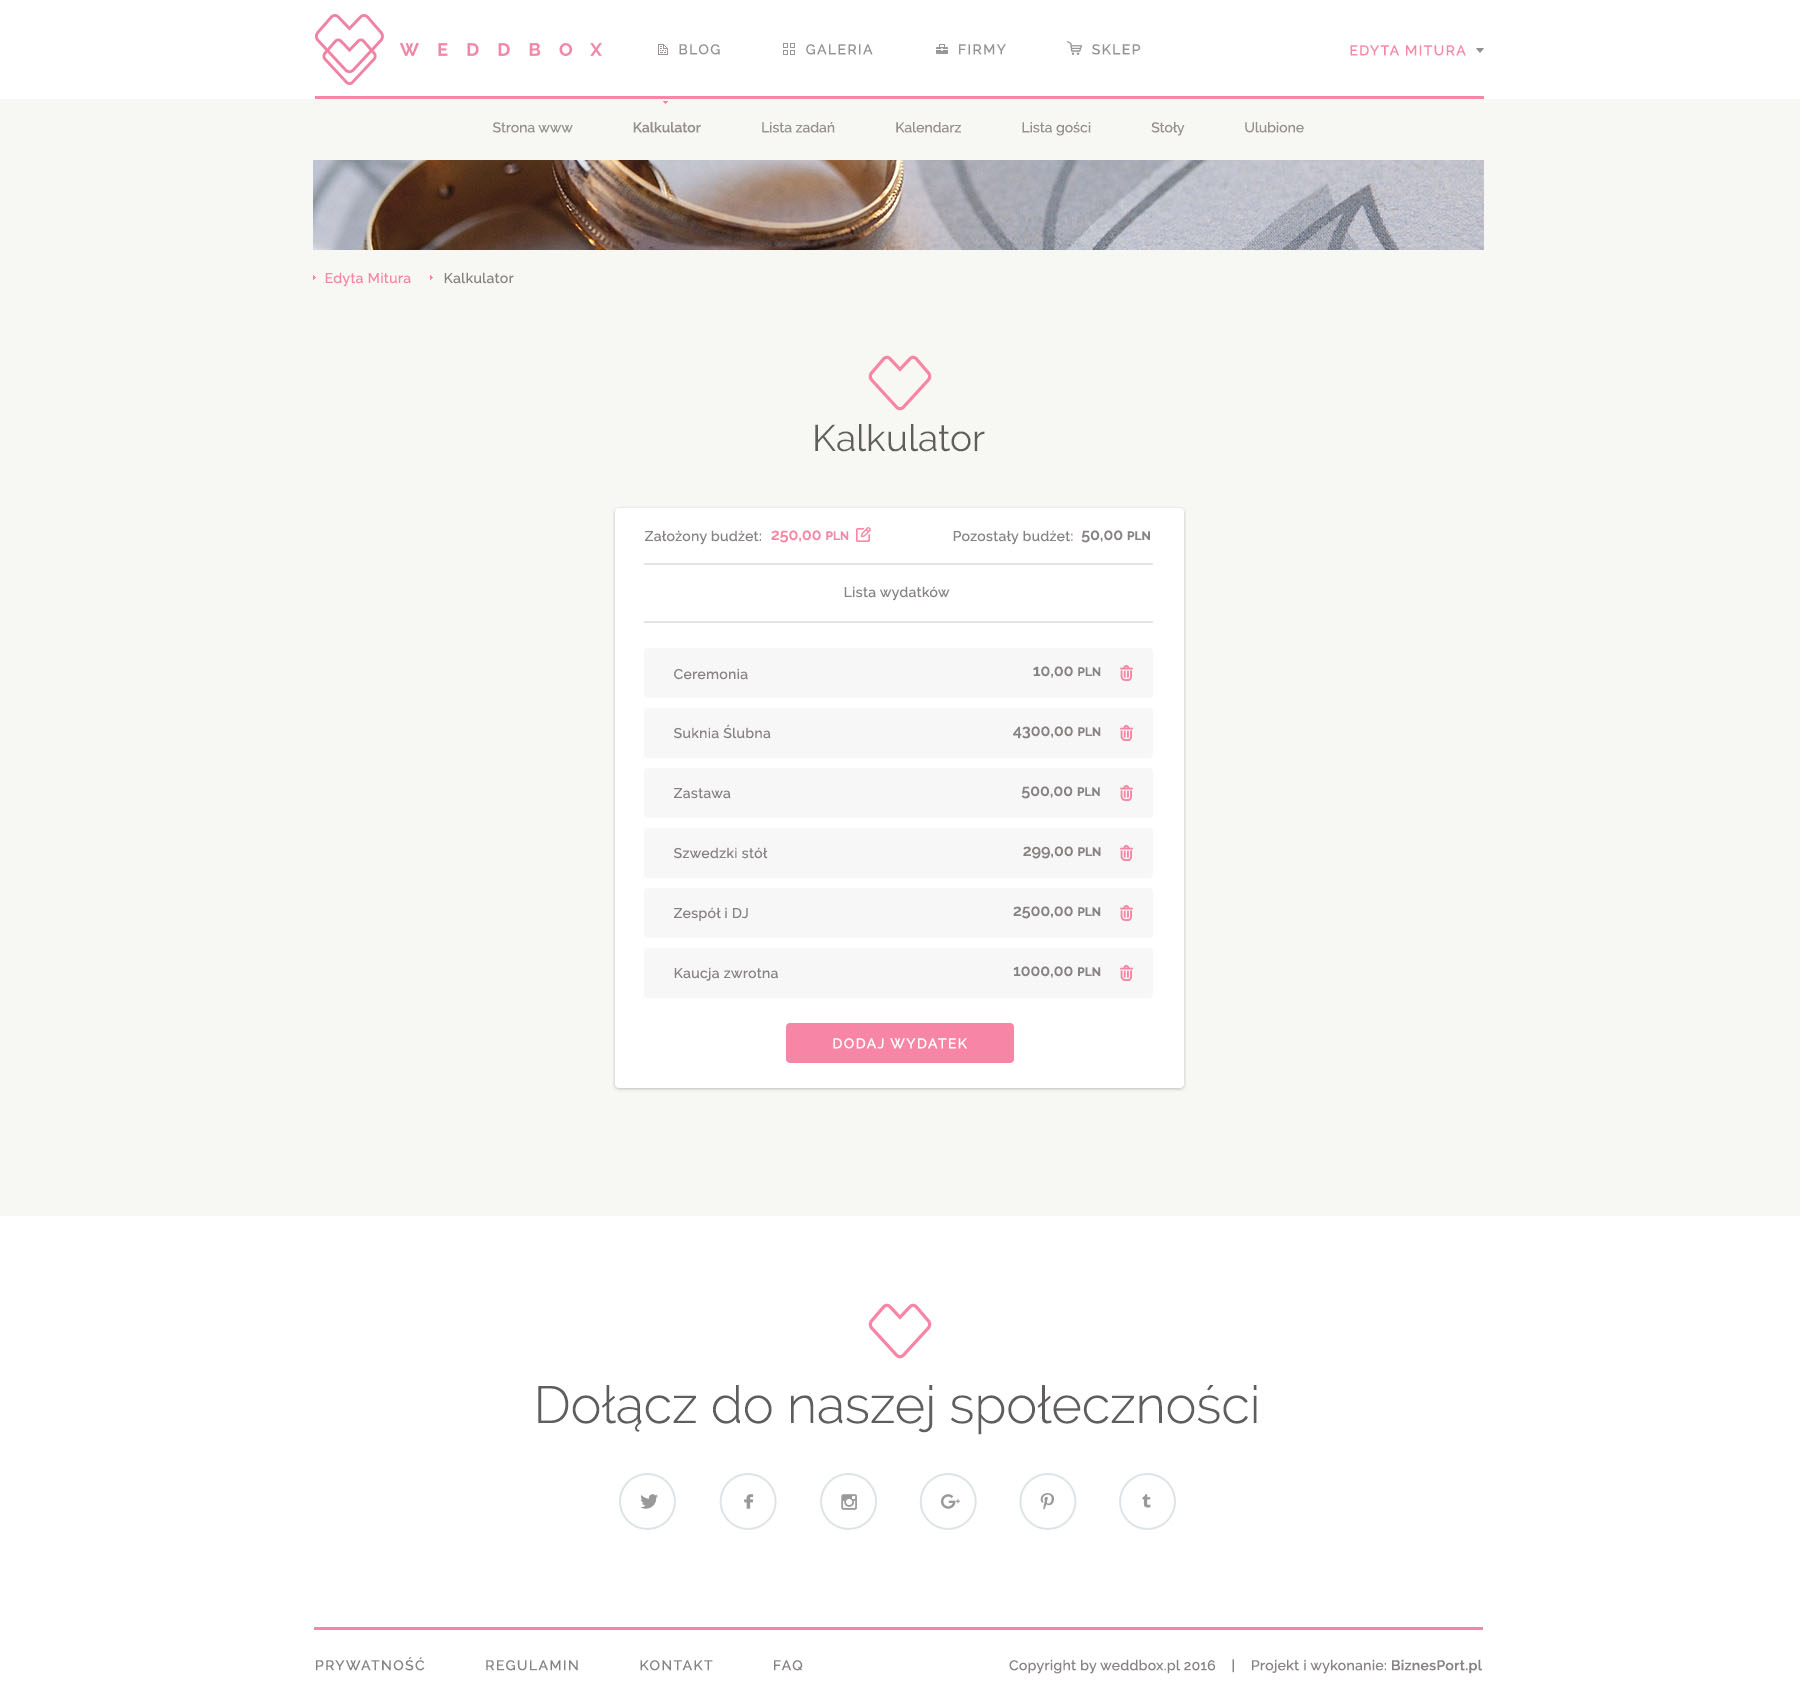 WEDDBOX BLOG GALERIA FIRMY SKLEP EDYTA MITURA
Strona www Kalkulator Lista zadań Kalendarz Lista gości Stoły Ulubione
Edyta Mitura Kalkulator
Kalkulator
Założony budżet: 250,00 PLN Pozostały budżet: 50,00 PLN
Lista wydatków
Ceremonia 10,00 PLN
Suknia Ślubna 4300,00 PLN
Zastawa 500,00 PLN
Szwedzki stół 299,00 PLN
Zespół i DJ 2500,00 PLN
Kaucja zwrotna 1000,00 PLN
DODAJ WYDATEK
Dołącz do naszej społeczności
PRYWATNOŚĆ REGULAMIN KONTAKT FAQ Copyright by weddbox.pl 2016 | Projekt i wykonanie: BiznesPort.pl